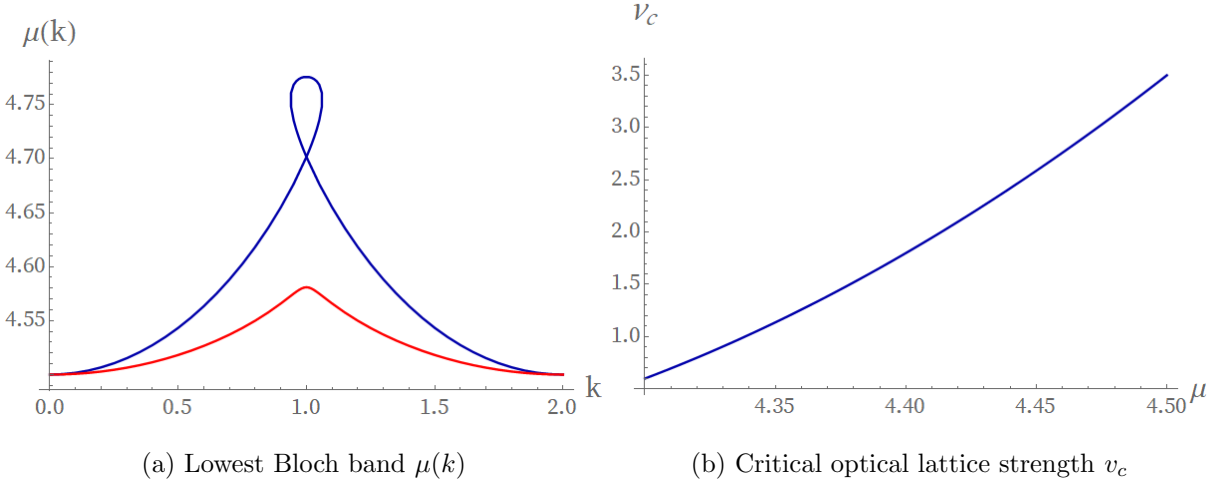 μ(k)
4.75
4.70
4.65
4.60
4.55
0.0 0.5 1.0 1.5 2.0
k
(a) Lowest Bloch band μ(k)
ν_c
3.5
3.0
2.5
2.0
1.5
1.0
4.35 4.40 4.45 4.50
μ
(b) Critical optical lattice strength v_c